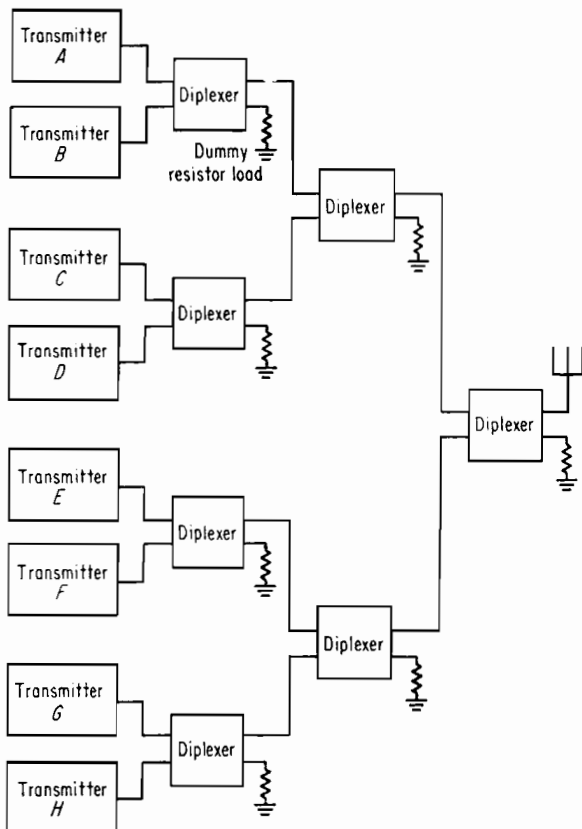 Transmitter
A
Diplexer
Transmitter
B
Dummy
resistor load
Diplexer
Transmitter
C
Diplexer
Transmitter
D
Diplexer
Transmitter
E
Diplexer
Transmitter
F
Diplexer
Transmitter
G
Diplexer
Transmitter
H